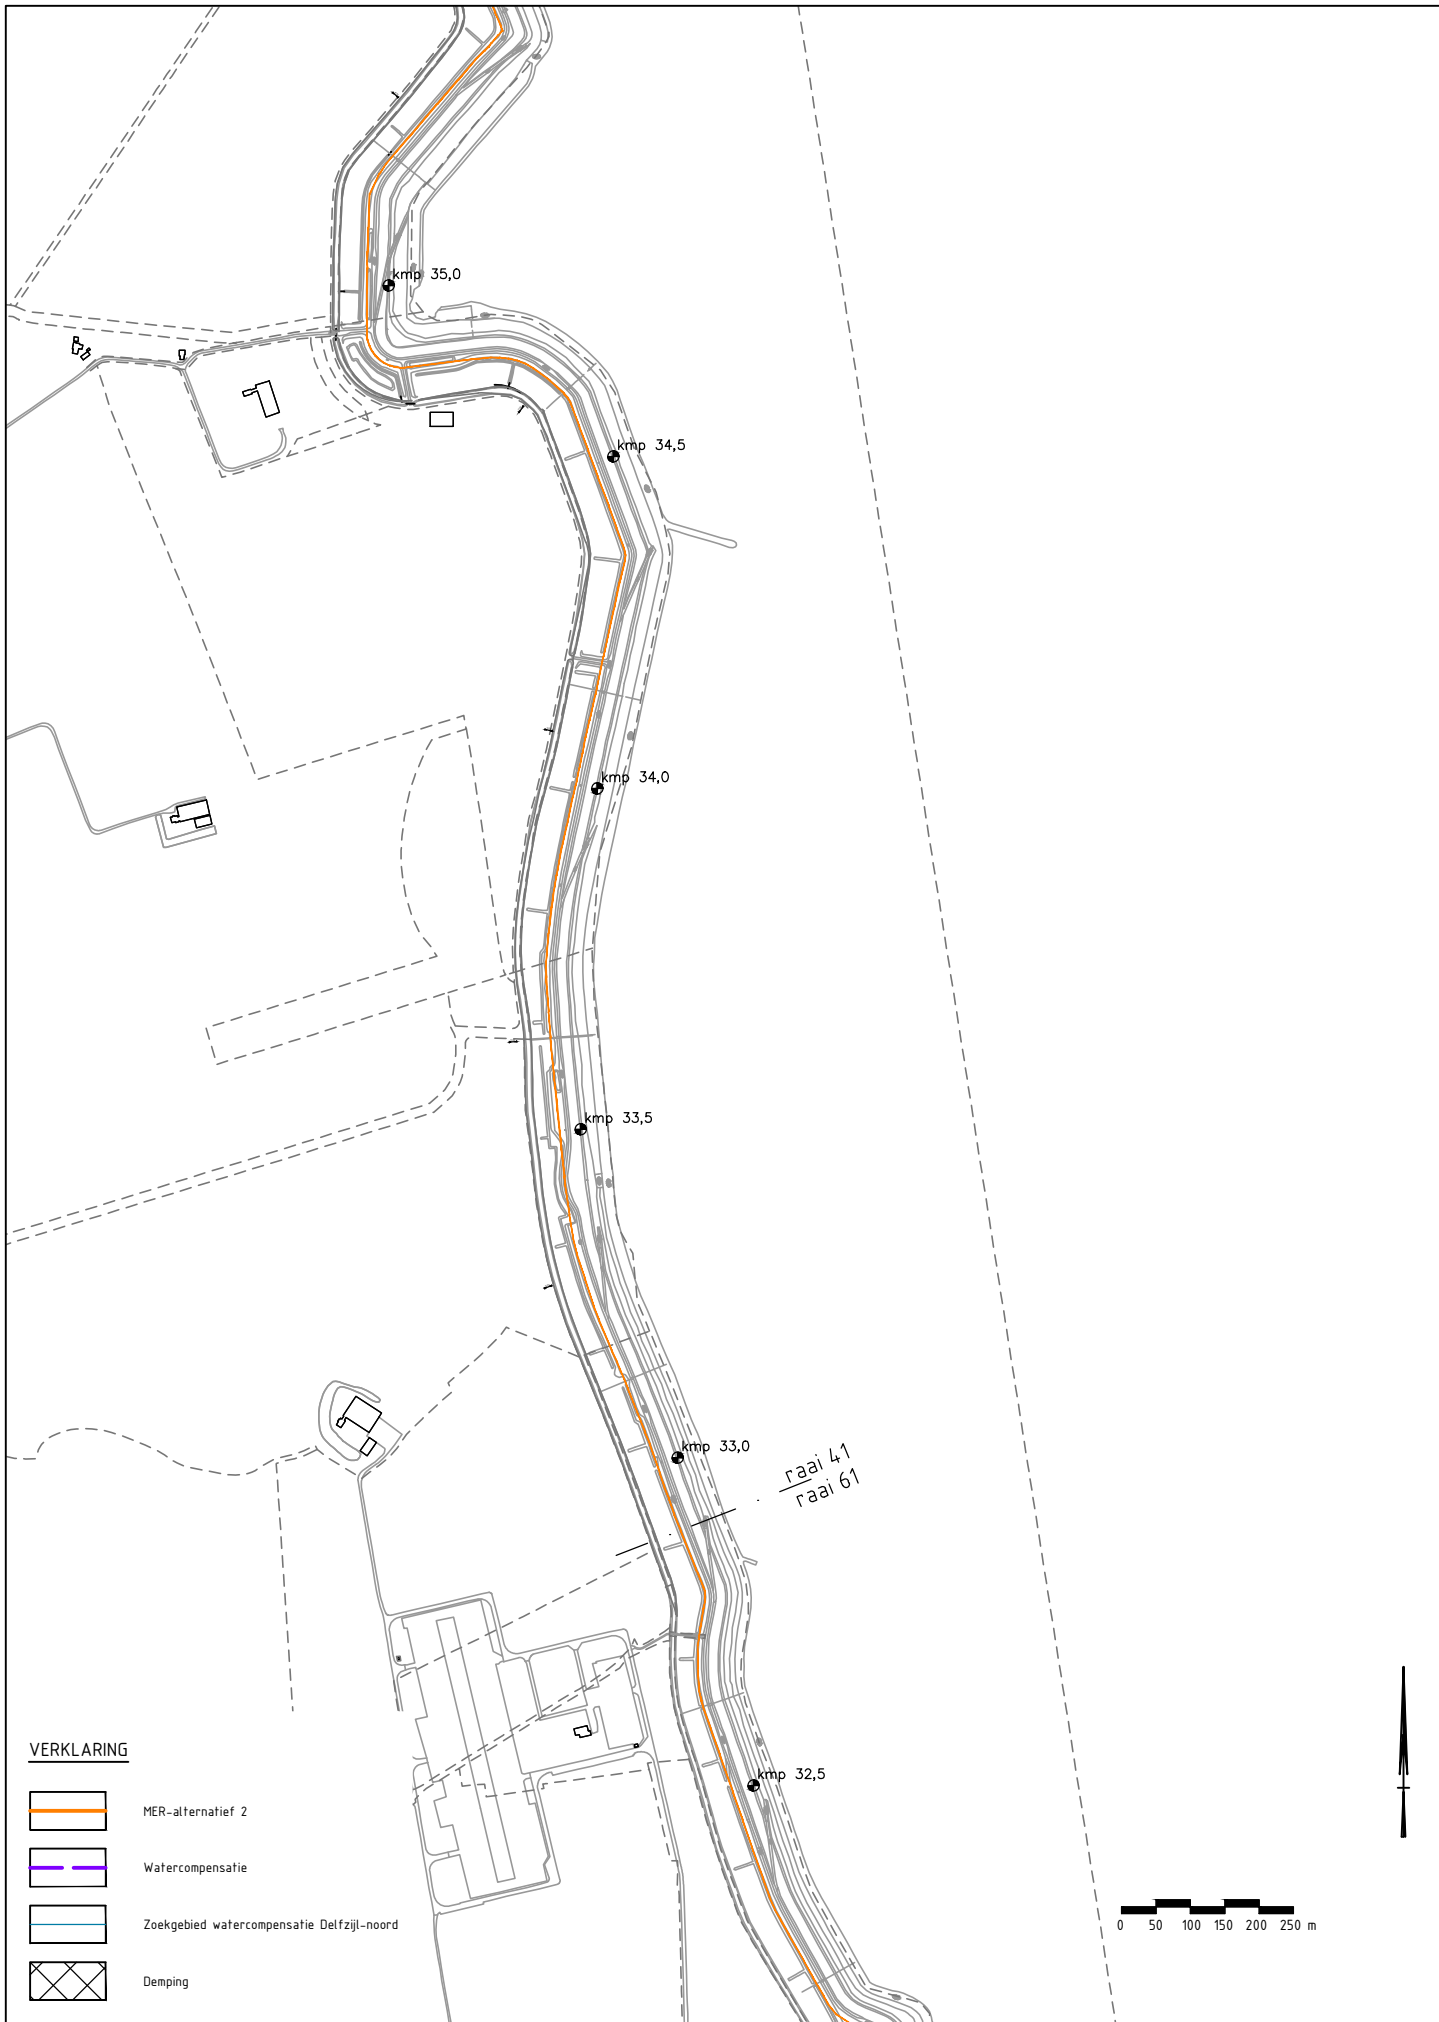 kmp 35,0
kmp 34,5
kmp 34,0
kmp 33,5
kmp 33,0
raai 41
raai 61
kmp 32,5
VERKLARING
MER-alternatief 2
Watercompensatie
Zoekgebied watercompensatie Delfzijl-noord
Demping
0 50 100 150 200 250 m